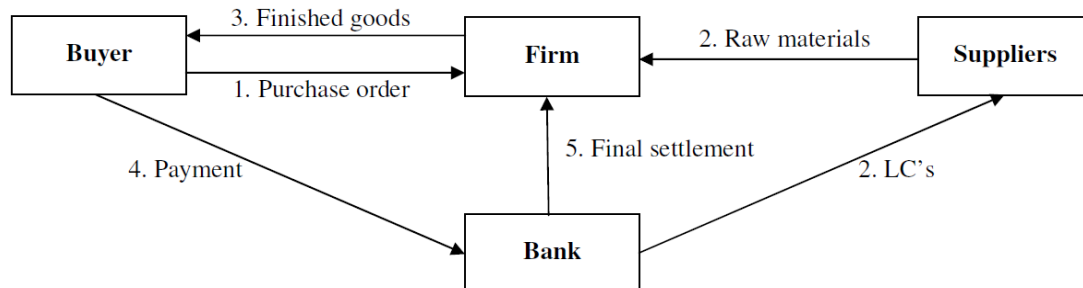 3. Finished goods
Buyer
Firm
2. Raw materials
Suppliers
1. Purchase order
4. Payment
5. Final settlement
2. LC's
Bank